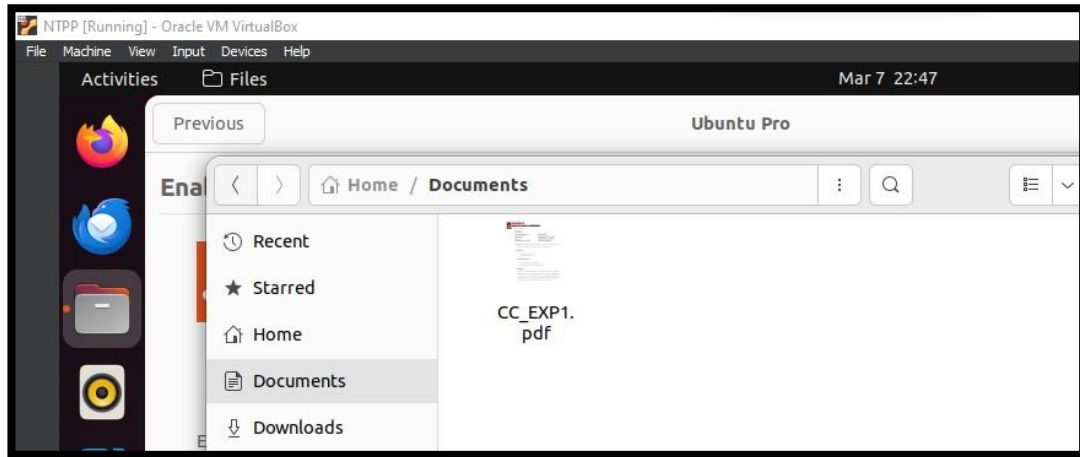 NTPP [Running] - Oracle VM VirtualBox
File Machine View Input Devices Help
Activities Files Mar 7 22:47
Previous Ubuntu Pro
Enal
Home / Documents
Recent
Starred
Home
Documents
Downloads
CC_EXP1.
pdf
E